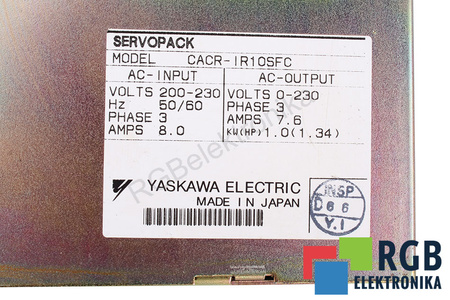 SERVOPACK
MODEL CACR-IR10SFC
AC-INPUT AC-OUTPUT
VOLTS 200-230 VOLTS 0-230
Hz 50/60 PHASE 3
PHASE 3 AMPS 7.6
AMPS 8.0 KW(HP) 1.0(1.34)
YASKAWA ELECTRIC
MADE IN JAPAN
INSP
D 6 6
Y.I
RGBelektronika
RGB
ELEKTRONIKA